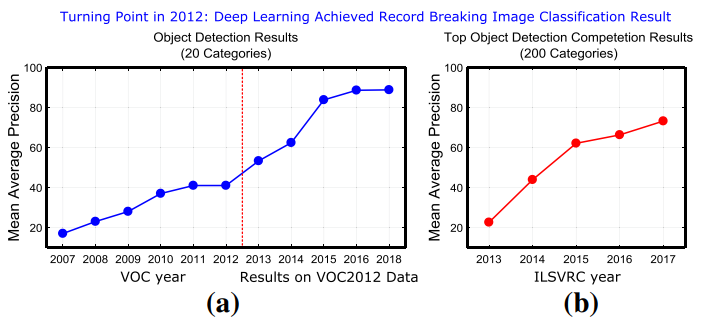 Turning Point in 2012: Deep Learning Achieved Record Breaking Image Classification Result
Object Detection Results
(20 Categories)
Mean Average Precision
100
80
60
40
20
2007 2008 2009 2010 2011 2012 2013 2014 2015 2016 2018
VOC year
Results on VOC2012 Data
(a)
Top Object Detection Competetion Results
(200 Categories)
Mean Average Precision
100
80
60
40
20
2013 2014 2015 2016 2017
ILSVRC year
(b)